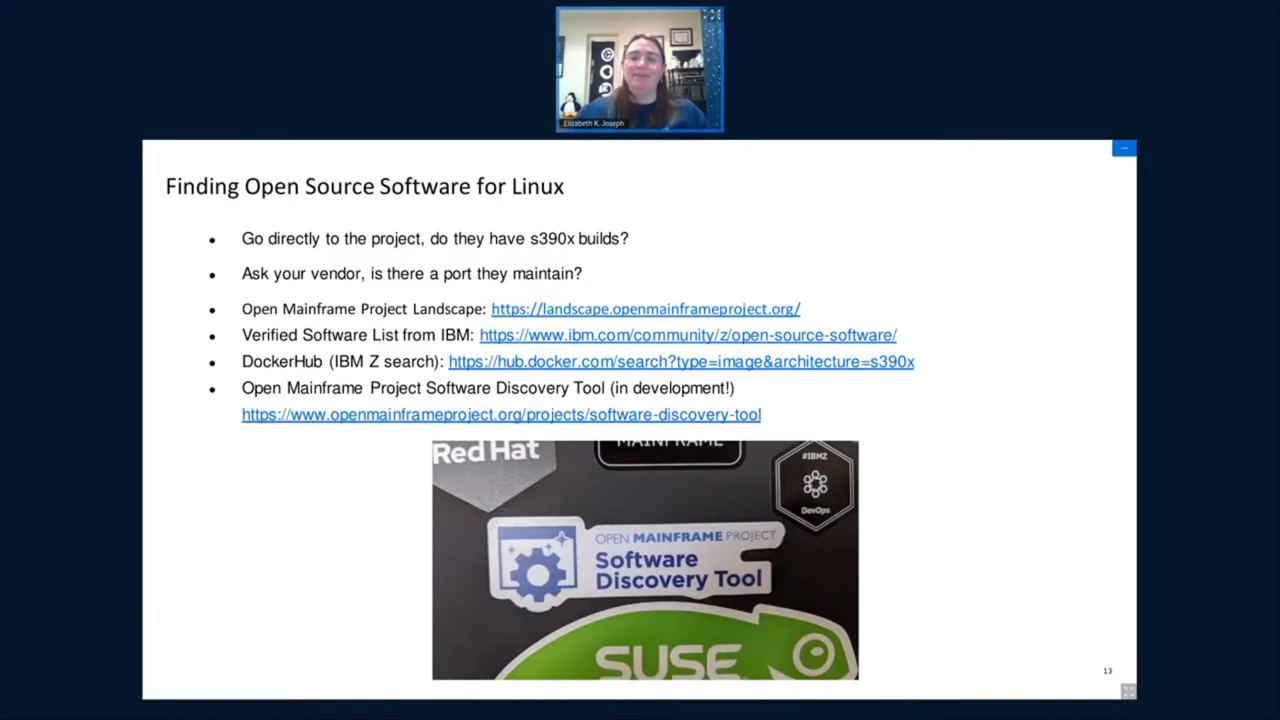 Elizabeth K. Joseph
Finding Open Source Software for Linux
• Go directly to the project, do they have s390x builds?
• Ask your vendor, is there a port they maintain?
• Open Mainframe Project Landscape: https://landscape.openmainframeproject.org/
• Verified Software List from IBM: https://www.ibm.com/community/z/open-source-software/
• DockerHub (IBM Z search): https://hub.docker.com/search?type=image&architecture=s390x
• Open Mainframe Project Software Discovery Tool (in development!)
https://www.openmainframeproject.org/projects/software-discovery-tool
Red Hat
MAINFRAME
#IBMZ
DevOps
OPEN MAINFRAME PROJECT
Software
Discovery Tool
SUSE
13